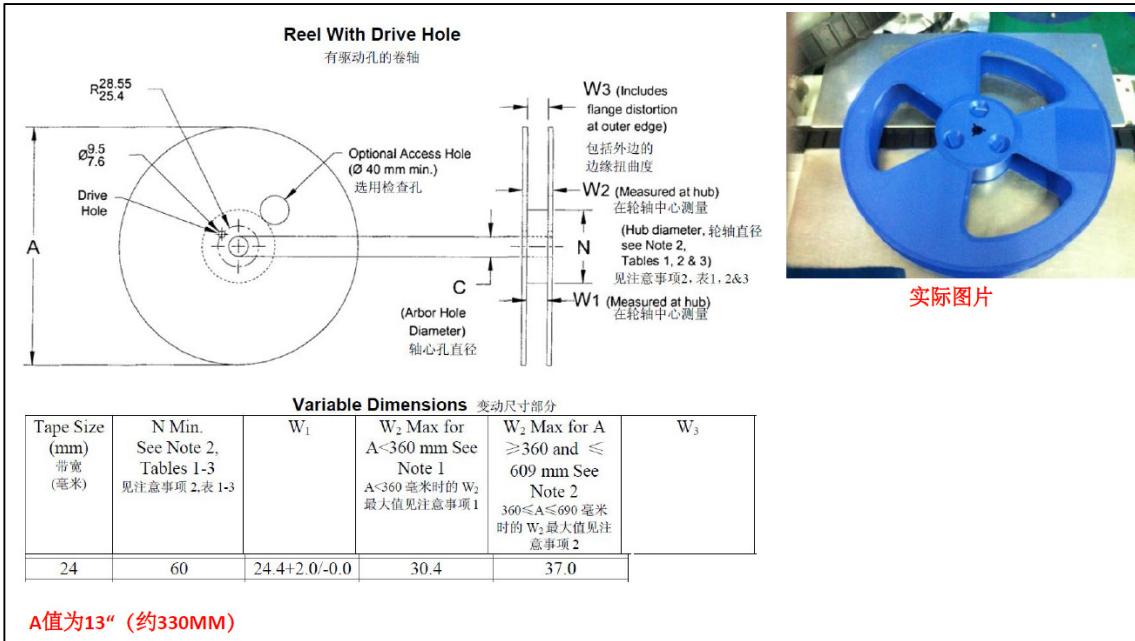 Reel With Drive Hole
有驱动孔的卷轴
R28.55
25.4
Ø9.5
7.6
Drive
Hole
A
Optional Access Hole
(Ø 40 mm min.)
选用检查孔
C
(Arbor Hole
Diameter)
轴心孔直径
W3 (Includes
flange distortion
at outer edge)
包括外边的
边缘扭曲度
W2 (Measured at hub)
在轮轴中心测量
N
(Hub diameter, 轮轴直径
see Note 2,
Tables 1, 2 & 3)
见注意事项2, 表1, 2&3
W1 (Measured at hub)
在轮轴中心测量
实际图片
Variable Dimensions 变动尺寸部分
Tape Size
(mm)
带宽
(毫米)
N Min.
See Note 2,
Tables 1-3
见注意事项 2,表 1-3
W1
W2 Max for
A<360 mm See
Note 1
A<360 毫米时的 W2
最大值见注意事项 1
W2 Max for A
≥360 and ≤
609 mm See
Note 2
360≤A≤690 毫米
时的 W2 最大值见注
意事项 2
W3
24
60
24.4+2.0/-0.0
30.4
37.0
A值为13“（约330MM）